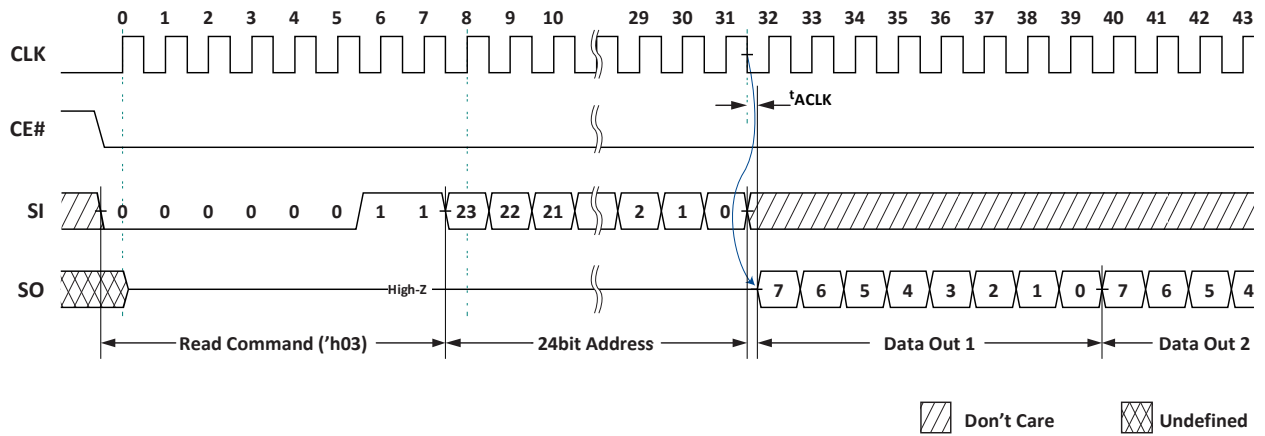 0 1 2 3 4 5 6 7 8 9 10 29 30 31 32 33 34 35 36 37 38 39 40 41 42 43
CLK
tACLK
CE#
SI 0 0 0 0 0 0 1 1 23 22 21 2 1 0
SO High-Z 7 6 5 4 3 2 1 0 7 6 5 4
Read Command ('h03) 24bit Address Data Out 1 Data Out 2
Don't Care Undefined